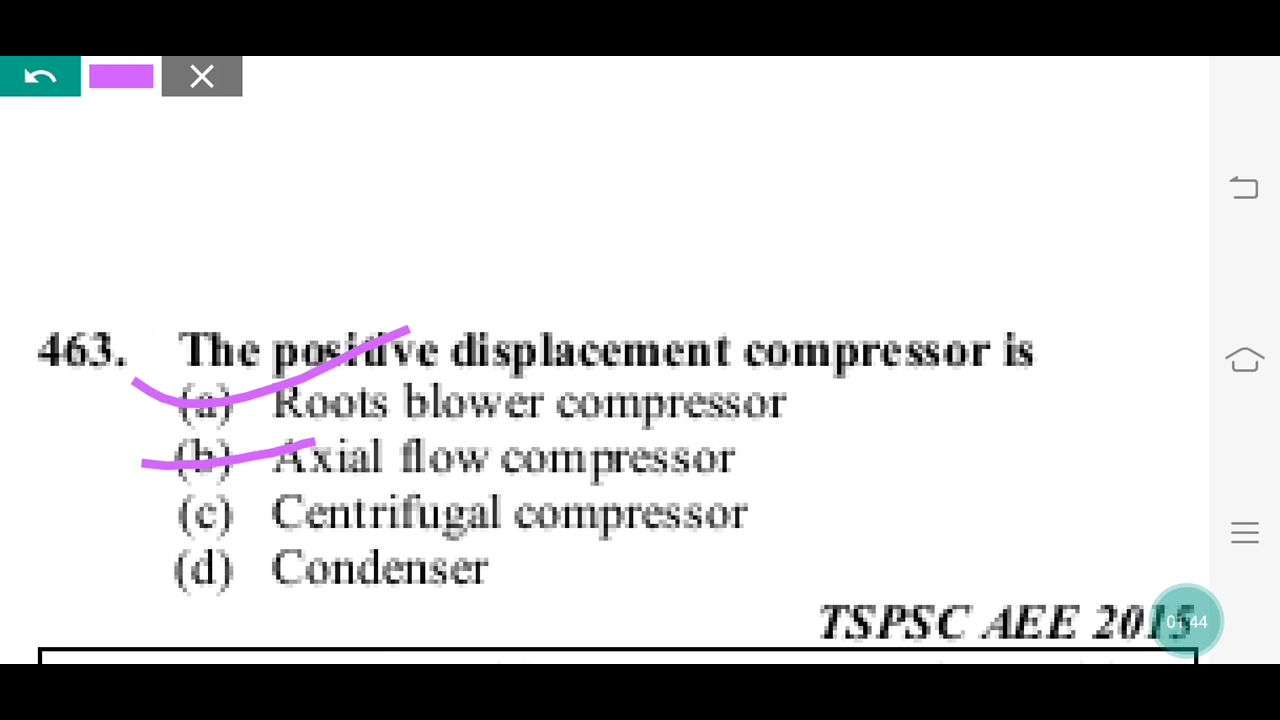 463. The positive displacement compressor is
(a) Roots blower compressor
(b) Axial flow compressor
(c) Centrifugal compressor
(d) Condenser
TSPSC AEE 2015
01:44